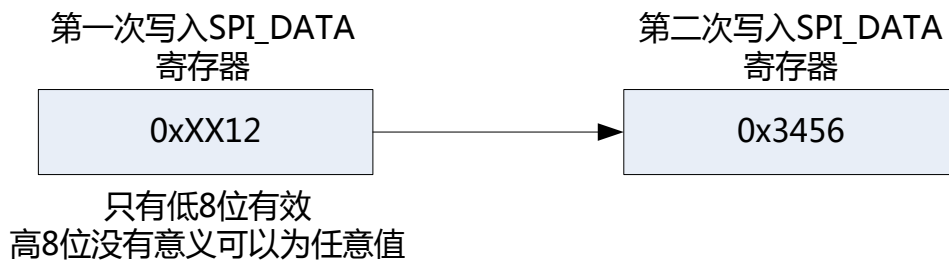 第一次写入SPI_DATA
寄存器
0xXX12
只有低8位有效
高8位没有意义可以为任意值
第二次写入SPI_DATA
寄存器
0x3456